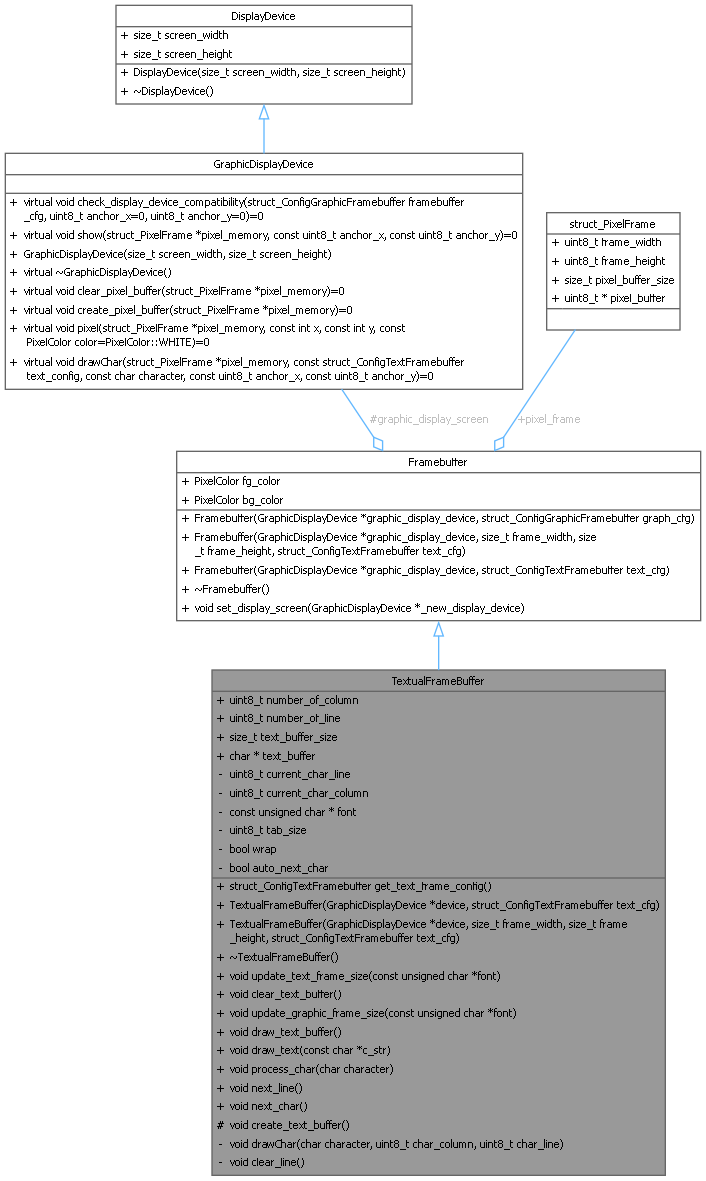 DisplayDevice
+ size_t screen_width
+ size_t screen_height
+ DisplayDevice(size_t screen_width, size_t screen_height)
+ ~DisplayDevice()
GraphicDisplayDevice
+ virtual void check_display_device_compatibility(struct_ConfigGraphicFramebuffer framebuffer
_cfg, uint8_t anchor_x=0, uint8_t anchor_y=0)=0
+ virtual void show(struct_PixelFrame *pixel_memory, const uint8_t anchor_x, const uint8_t anchor_y)=0
+ GraphicDisplayDevice(size_t screen_width, size_t screen_height)
+ virtual ~GraphicDisplayDevice()
+ virtual void clear_pixel_buffer(struct_PixelFrame *pixel_memory)=0
+ virtual void create_pixel_buffer(struct_PixelFrame *pixel_memory)=0
+ virtual void pixel(struct_PixelFrame *pixel_memory, const int x, const int y, const
PixelColor color=PixelColor::WHITE)=0
+ virtual void drawChar(struct_PixelFrame *pixel_memory, const struct_ConfigTextFramebuffer
text_config, const char character, const uint8_t anchor_x, const uint8_t anchor_y)=0
struct_PixelFrame
+ uint8_t frame_width
+ uint8_t frame_height
+ size_t pixel_buffer_size
+ uint8_t * pixel_buffer
#graphic_display_screen
+pixel_frame
Framebuffer
+ PixelColor fg_color
+ PixelColor bg_color
+ Framebuffer(GraphicDisplayDevice *graphic_display_device, struct_ConfigGraphicFramebuffer graph_cfg)
+ Framebuffer(GraphicDisplayDevice *graphic_display_device, size_t frame_width, size
_t frame_height, struct_ConfigTextFramebuffer text_cfg)
+ Framebuffer(GraphicDisplayDevice *graphic_display_device, struct_ConfigTextFramebuffer text_cfg)
+ ~Framebuffer()
+ void set_display_screen(GraphicDisplayDevice *_new_display_device)
TextualFrameBuffer
+ uint8_t number_of_column
+ uint8_t number_of_line
+ size_t text_buffer_size
+ char * text_buffer
- uint8_t current_char_line
- uint8_t current_char_column
- const unsigned char * font
- uint8_t tab_size
- bool wrap
- bool auto_next_char
+ struct_ConfigTextFramebuffer get_text_frame_config()
+ TextualFrameBuffer(GraphicDisplayDevice *device, struct_ConfigTextFramebuffer text_cfg)
+ TextualFrameBuffer(GraphicDisplayDevice *device, size_t frame_width, size_t frame
_height, struct_ConfigTextFramebuffer text_cfg)
+ ~TextualFrameBuffer()
+ void update_text_frame_size(const unsigned char *font)
+ void clear_text_buffer()
+ void update_graphic_frame_size(const unsigned char *font)
+ void draw_text_buffer()
+ void draw_text(const char *c_str)
+ void process_char(char character)
+ void next_line()
+ void next_char()
# void create_text_buffer()
- void drawChar(char character, uint8_t char_column, uint8_t char_line)
- void clear_line()